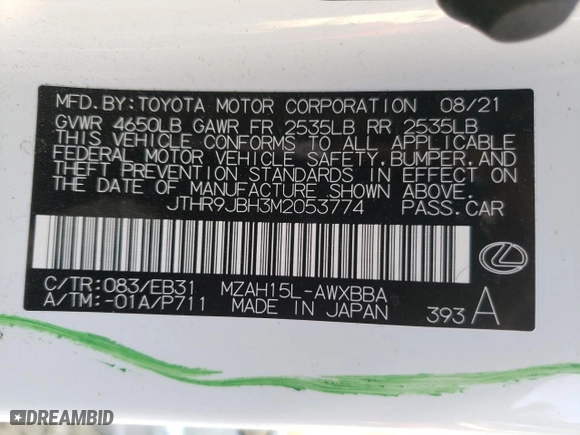 MFD. BY: TOYOTA MOTOR CORPORATION 08/21
GVWR 4650LB GAWR FR 2535LB RR 2535LB
THIS VEHICLE CONFORMS TO ALL APPLICABLE
FEDERAL MOTOR VEHICLE SAFETY, BUMPER, AND
THEFT PREVENTION STANDARDS IN EFFECT ON
THE DATE OF MANUFACTURE SHOWN ABOVE.
JTHR9JBH3M2053774 PASS. CAR
C/TR: 083/EB31 MZAH15L-AWXBBA
A/TM: -01A/P711 MADE IN JAPAN 393 A
DREAMBID